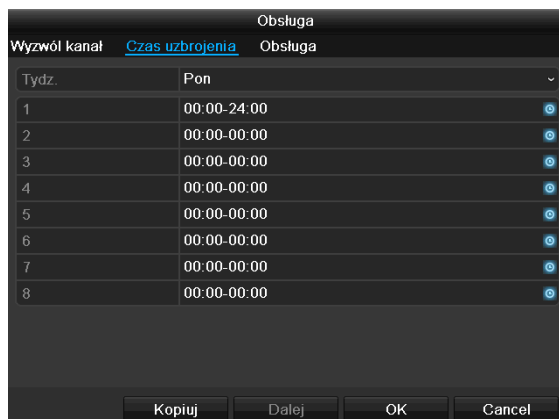 Obsługa
Wyzwól kanał Czas uzbrojenia Obsługa
Tydz. Pon
1 00:00-24:00
2 00:00-00:00
3 00:00-00:00
4 00:00-00:00
5 00:00-00:00
6 00:00-00:00
7 00:00-00:00
8 00:00-00:00
Kopiuj Dalej OK Cancel